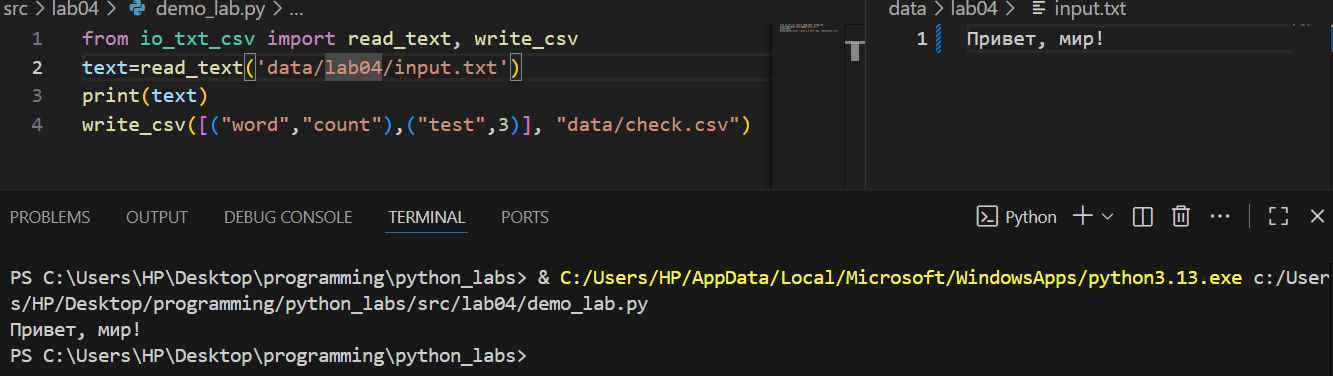 src > lab04 > demo_lab.py > ...
1 from io_txt_csv import read_text, write_csv
2 text=read_text('data/lab04/input.txt')
3 print(text)
4 write_csv([("word","count"),("test",3)], "data/check.csv")
data > lab04 > input.txt
1 Привет, мир!
PROBLEMS OUTPUT DEBUG CONSOLE TERMINAL PORTS Python
PS C:\Users\HP\Desktop\programming\python_labs> & C:/Users/HP/AppData/Local/Microsoft/WindowsApps/python3.13.exe c:/User
s/HP/Desktop/programming/python_labs/src/lab04/demo_lab.py
Привет, мир!
PS C:\Users\HP\Desktop\programming\python_labs>